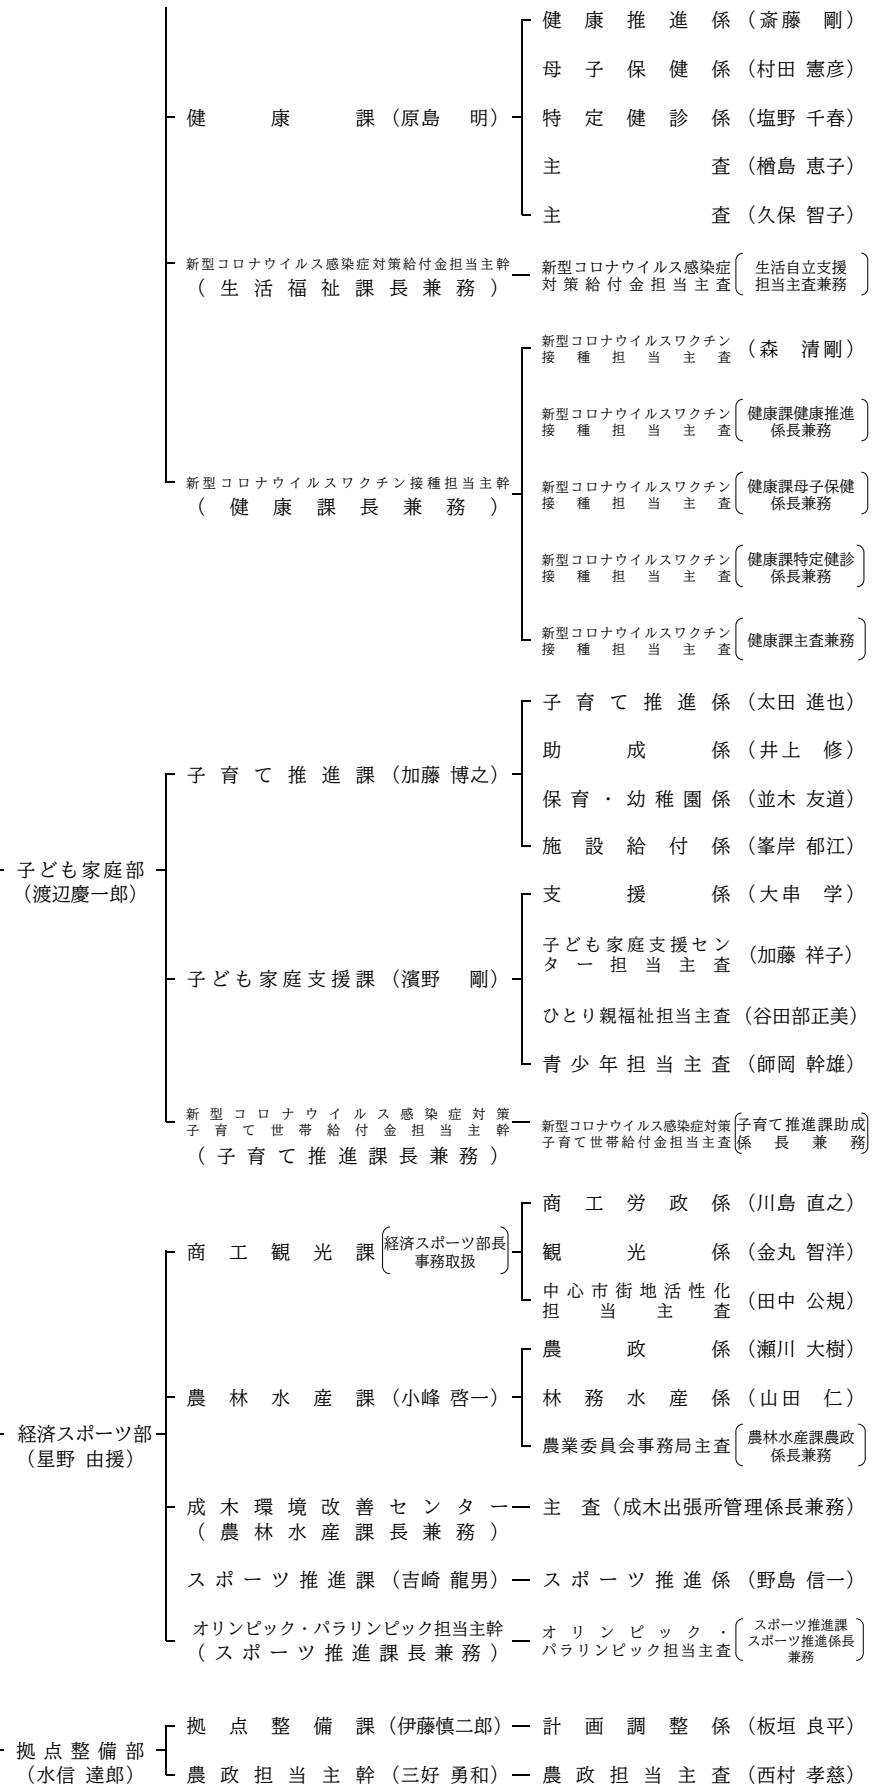 健康課（原島　明）
健康推進係（斎藤　剛）
母子保健係（村田 憲彦）
特定健診係（塩野 千春）
主査（楢島 恵子）
主査（久保 智子）
新型コロナウイルス感染症対策給付金担当主幹
（生活福祉課長兼務）
新型コロナウイルス感染症
対策給付金担当主査
生活自立支援
担当主査兼務
新型コロナウイルスワクチン接種担当主幹
（健康課長兼務）
新型コロナウイルスワクチン
接種担当主査
（森　清剛）
新型コロナウイルスワクチン
接種担当主査
健康課健康推進
係長兼務
新型コロナウイルスワクチン
接種担当主査
健康課母子保健
係長兼務
新型コロナウイルスワクチン
接種担当主査
健康課特定健診
係長兼務
新型コロナウイルスワクチン
接種担当主査
健康課主査兼務
子ども家庭部
（渡辺慶一郎）
子育て推進課（加藤 博之）
子育て推進係（太田 進也）
助成係（井上　修）
保育・幼稚園係（並木 友道）
施設給付係（峯岸 郁江）
子ども家庭支援課（濱野　剛）
支援係（大串　学）
子ども家庭支援セン
ター担当主査
（加藤 祥子）
ひとり親福祉担当主査（谷田部正美）
青少年担当主査（師岡 幹雄）
新型コロナウイルス感染症対策
子育て世帯給付金担当主幹
（子育て推進課長兼務）
新型コロナウイルス感染症対策
子育て世帯給付金担当主査
子育て推進課助成
係長兼務
経済スポーツ部
（星野 由援）
商工観光課
経済スポーツ部長
事務取扱
商工労政係（川島 直之）
観光係（金丸 智洋）
中心市街地活性化
担当主査
（田中 公規）
農林水産課（小峰 啓一）
農政係（瀬川 大樹）
林務水産係（山田　仁）
農業委員会事務局主査
農林水産課農政
係長兼務
成木環境改善センター
（農林水産課長兼務）
主査（成木出張所管理係長兼務）
スポーツ推進課（吉崎 龍男）
スポーツ推進係（野島 信一）
オリンピック・パラリンピック担当主幹
（スポーツ推進課長兼務）
オリンピック・
パラリンピック担当主査
スポーツ推進課
スポーツ推進係長
兼務
拠点整備部
（水信 達郎）
拠点整備課（伊藤慎二郎）
計画調整係（板垣 良平）
農政担当主幹（三好 勇和）
農政担当主査（西村 孝慈）